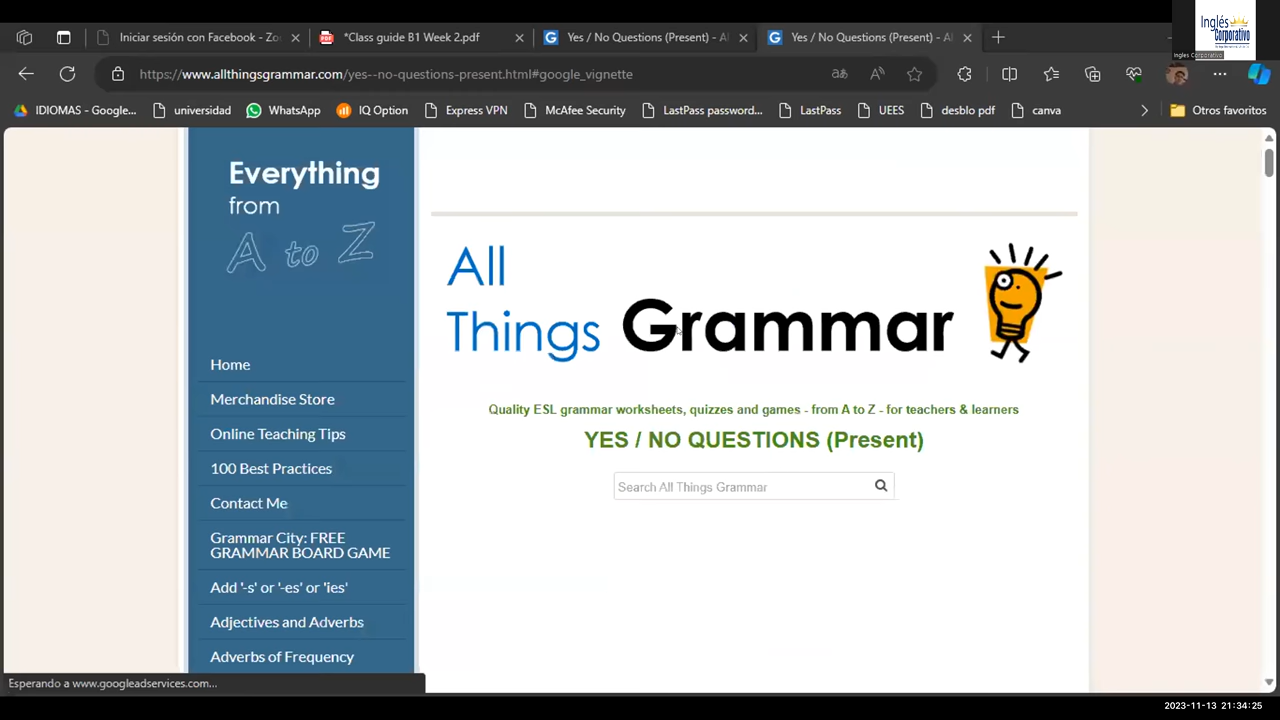 Iniciar sesión con Facebook - Zo
*Class guide B1 Week 2.pdf
Yes / No Questions (Present) - Al
Yes / No Questions (Present) - Al
Inglés
Corporativo
Ingles Corporativo
https://www.allthingsgrammar.com/yes--no-questions-present.html#google_vignette
IDIOMAS - Google...
universidad
WhatsApp
IQ Option
Express VPN
McAfee Security
LastPass password...
LastPass
UEES
desblo pdf
canva
Otros favoritos
Everything
from
A to Z
All
Things Grammar
Quality ESL grammar worksheets, quizzes and games - from A to Z - for teachers & learners
YES / NO QUESTIONS (Present)
Search All Things Grammar
Home
Merchandise Store
Online Teaching Tips
100 Best Practices
Contact Me
Grammar City: FREE
GRAMMAR BOARD GAME
Add '-s' or '-es' or 'ies'
Adjectives and Adverbs
Adverbs of Frequency
Esperando a www.googleadservices.com...
2023-11-13 21:34:25